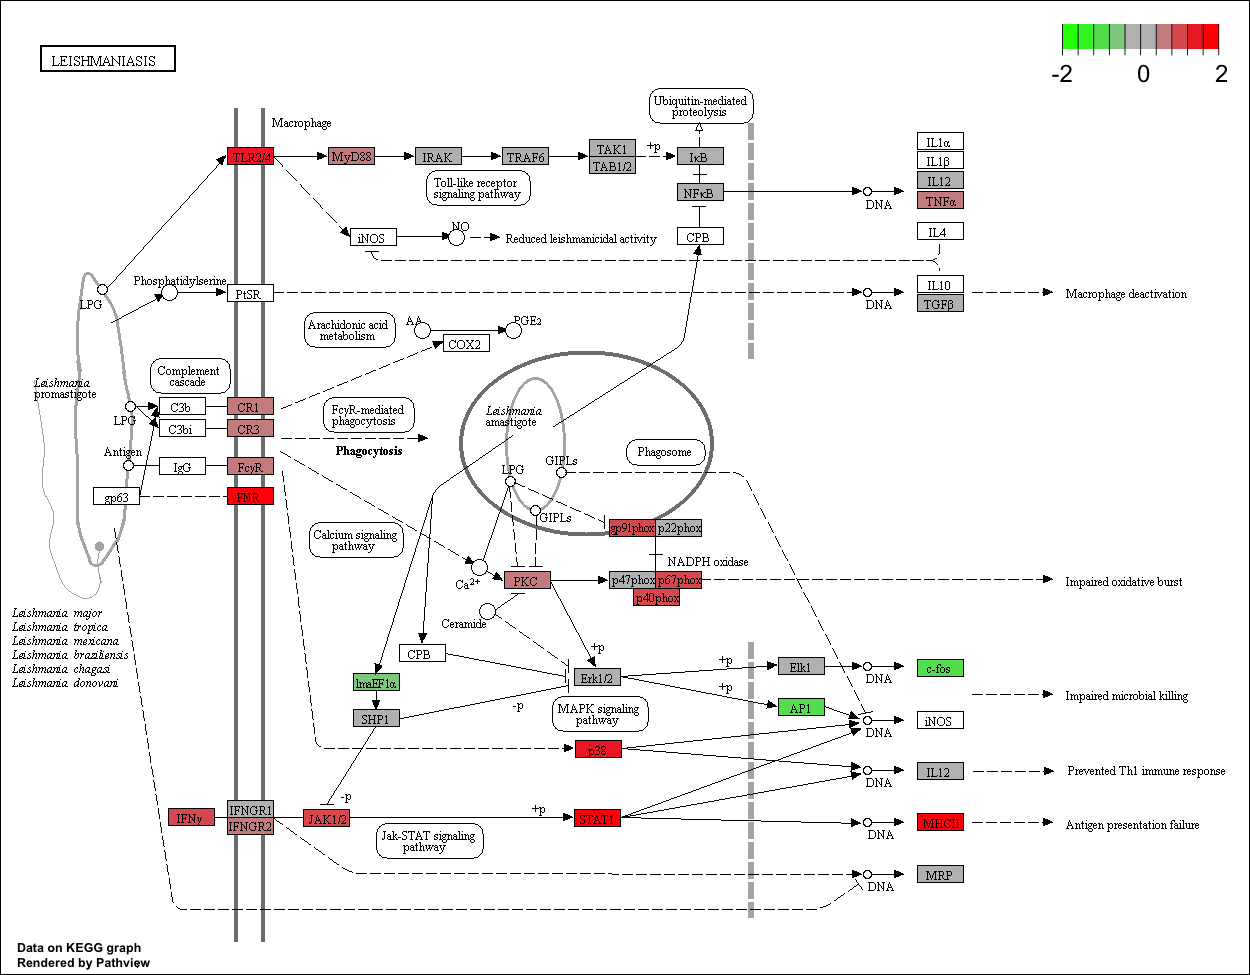 LEISHMANIASIS
-2 0 2
Macrophage
Ubiquitin-mediated
proteolysis
TLR2/4
MyD88
IRAK
TRAF6
TAK1
TAB1/2
+p
IκB
NFκB
Toll-like receptor
signaling pathway
DNA
IL1α
IL1β
IL12
TNFα
iNOS
NO
Reduced leishmanicidal activity
CPB
IL4
Phosphatidylserine
PtSR
LPG
DNA
IL10
TGFβ
Macrophage deactivation
Arachidonic acid
metabolism
AA
PGE2
COX2
Leishmania
promastigote
Complement
cascade
LPG
C3b
CR1
C3bi
CR3
FcγR-mediated
phagocytosis
Phagocytosis
Leishmania
amastigote
Phagosome
Antigen
IgG
FcγR
gp63
FNR
LPG
GIPLs
GIPLs
gp91phox
p22phox
NADPH oxidase
Calcium signaling
pathway
Ca2+
PKC
p47phox
p67phox
p40phox
Impaired oxidative burst
Ceramide
Leishmania major
Leishmania tropica
Leishmania mexicana
Leishmania braziliensis
Leishmania chagasi
Leishmania donovani
CPB
+p
lmaEF1α
Erk1/2
+p
Elk1
DNA
c-fos
+p
AP1
Impaired microbial killing
SHP1
-p
MAPK signaling
pathway
DNA
iNOS
p38
DNA
IL12
Prevented Th1 immune response
-p
IFNγ
IFNGR1
IFNGR2
JAK1/2
+p
STAT1
DNA
MHCII
Antigen presentation failure
Jak-STAT signaling
pathway
DNA
MRP
Data on KEGG graph
Rendered by Pathview